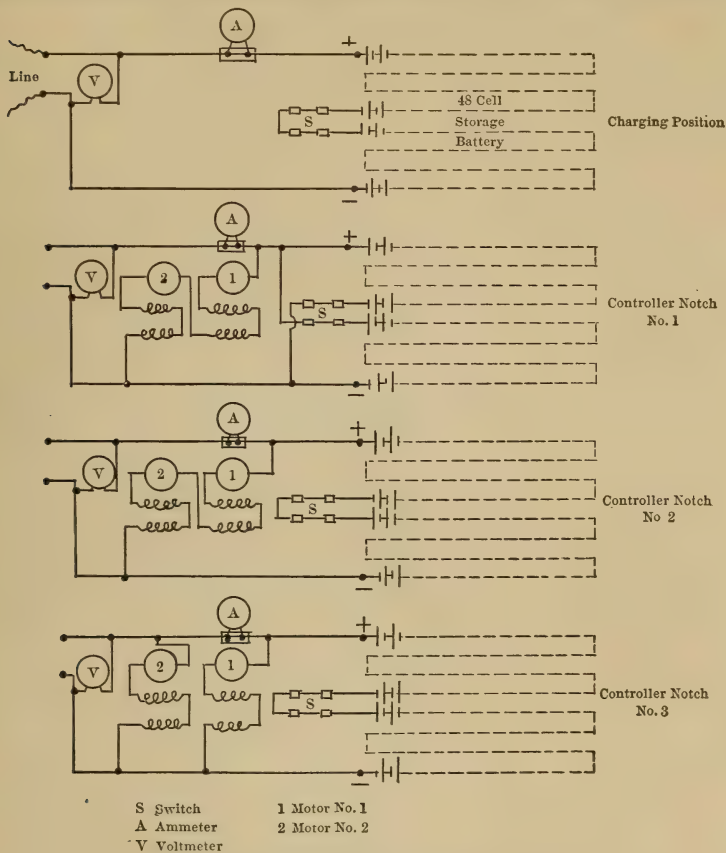 A
+
Line
V
48 Cell
S
Storage
Battery
Charging Position
−
A
+
V
2
1
S
Controller Notch
No. 1
−
A
+
V
2
1
S
Controller Notch
No 2
−
A
+
V
2
1
S
Controller Notch
No. 3
−
S Switch
1 Motor No. 1
A Ammeter
2 Motor No. 2
V Voltmeter